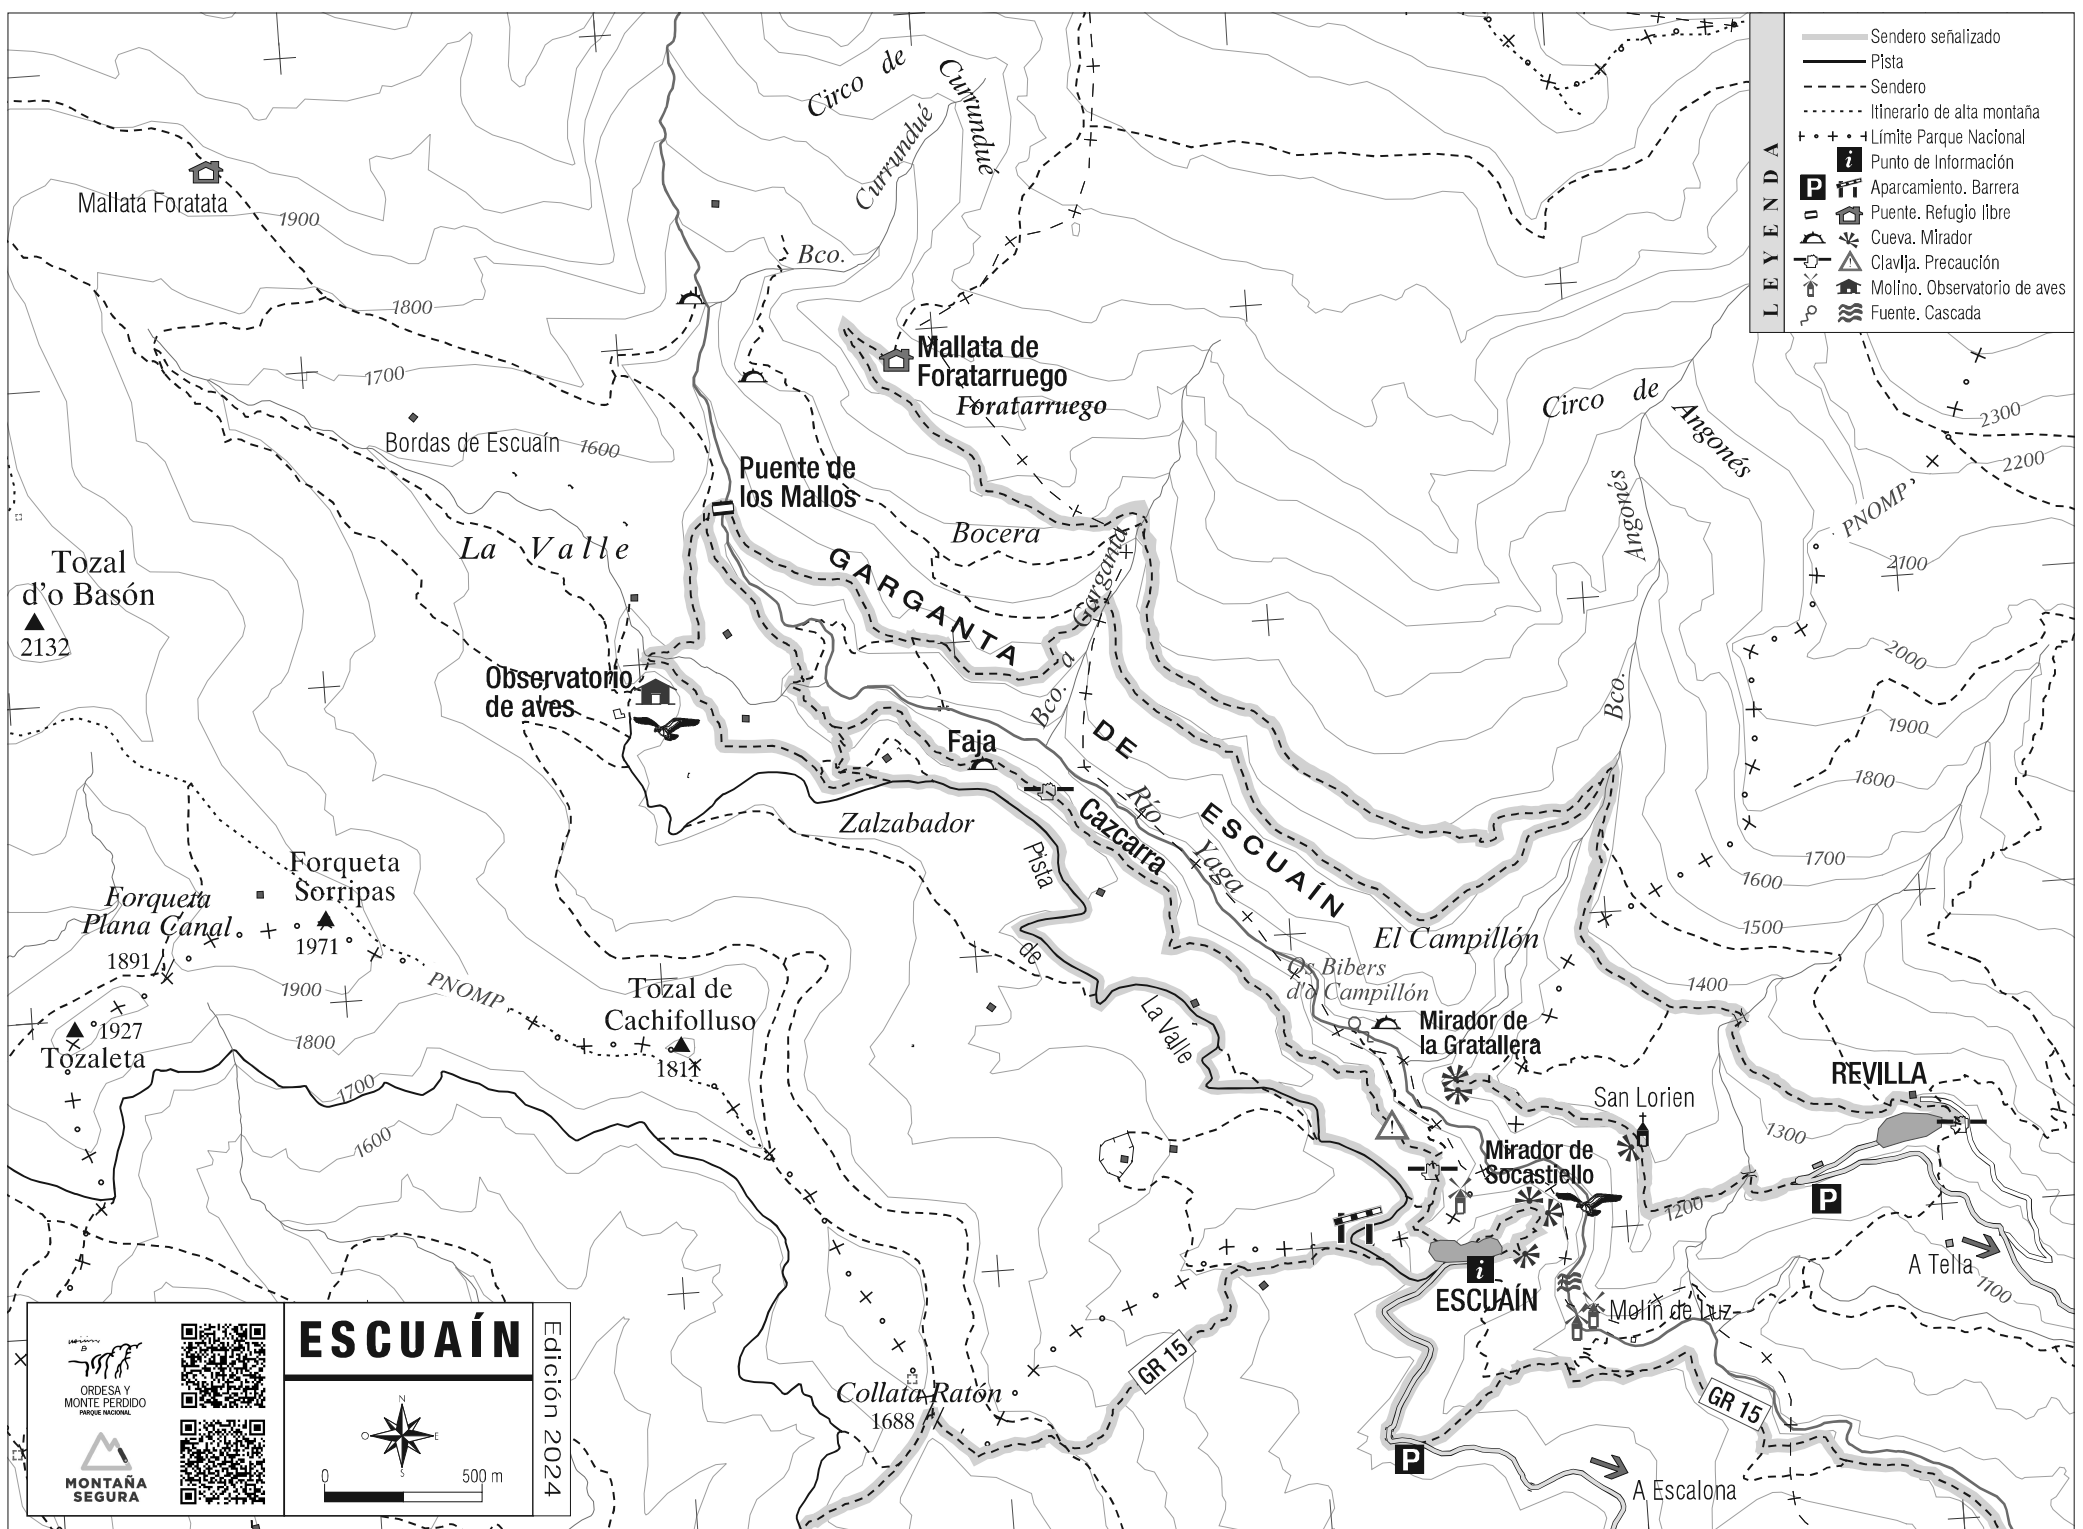 LEYENDA
Sendero señalizado
Pista
Sendero
Itinerario de alta montaña
Límite Parque Nacional
i Punto de Información
P Aparcamiento. Barrera
Puente. Refugio libre
Cueva. Mirador
Clavija. Precaución
Molino. Observatorio de aves
Fuente. Cascada
Circo de
Currundué
Currundué
Bco.
Mallata Foratata
1900
1800
1700
Mallata de
Foratarruego
Foratarruego
Circo de
Angonés
2300
2200
Bordas de Escuaín
1600
Puente de
los Mallos
Angonés
PNOMP
La Valle
Bocera
Garganta
2100
Tozal
d'o Basón
2132
GARGANTA
2000
Observatorio
de aves
Bco. a
Bco.
1900
Faja
DE
1800
Zalzabador
Río
Cazcarra
Yaga
ESCUAÍN
1700
1600
1500
Pista
de
La Valle
Forqueta
Sorripas
1971
Forqueta
Plana Canal
1891
El Campillón
Os Bibers
d'o Campillón
1400
1900
PNOMP
Tozal de
Cachifolluso
1811
1927
Tozaleta
1800
1700
1600
Mirador de
la Gratallera
REVILLA
San Lorien
1300
Mirador de
Socastiello
1200
P
A Tella
1100
i
ESCUAÍN
Molín de Luz
GR 15
GR 15
Collata Ratón
1688
P
A Escalona
ORDESA Y
MONTE PERDIDO
PARQUE NACIONAL
MONTAÑA
SEGURA
ESCUAÍN
N
O E
S
0 500 m
Edición 2024